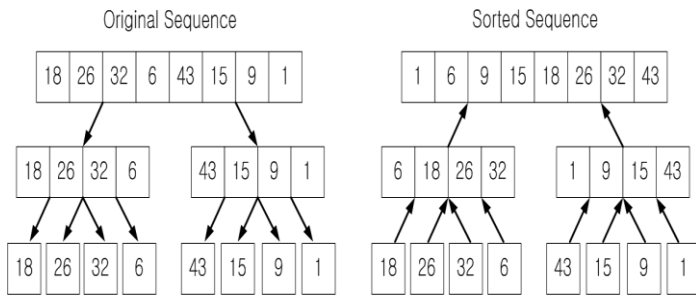 Original Sequence
18 26 32 6 43 15 9 1
18 26 32 6
43 15 9 1
18 26 32 6
43 15 9 1
Sorted Sequence
1 6 9 15 18 26 32 43
6 18 26 32
1 9 15 43
18 26 32 6
43 15 9 1